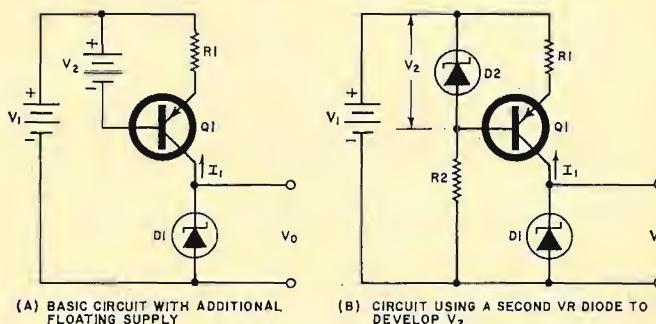 R1
V2
+
-
V1
+
-
Q1
I1
D1
V0
(A) BASIC CIRCUIT WITH ADDITIONAL
FLOATING SUPPLY
R1
V2
D2
V1
+
-
Q1
R2
I1
D1
V
(B) CIRCUIT USING A SECOND VR DIODE TO
DEVELOP V2